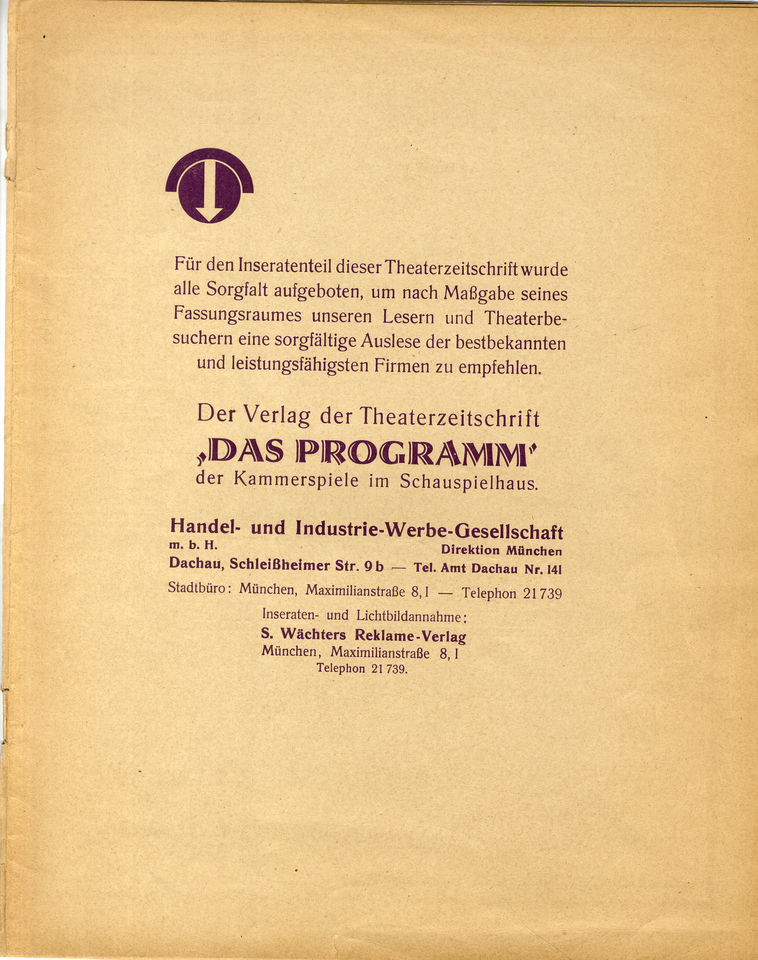 Für den Inseratenteil dieser Theaterzeitschrift wurde
alle Sorgfalt aufgeboten, um nach Maßgabe seines
Fassungsraumes unseren Lesern und Theaterbe-
suchern eine sorgfältige Auslese der bestbekannten
und leistungsfähigsten Firmen zu empfehlen.
Der Verlag der Theaterzeitschrift
‚DAS PROGRAMM‘
der Kammerspiele im Schauspielhaus.
Handel- und Industrie-Werbe-Gesellschaft
m. b. H. Direktion München
Dachau, Schleißheimer Str. 9 b — Tel. Amt Dachau Nr. 141
Stadtbüro: München, Maximilianstraße 8, I — Telephon 21 739
Inseraten- und Lichtbildannahme:
S. Wächters Reklame-Verlag
München, Maximilianstraße 8, I
Telephon 21 739.